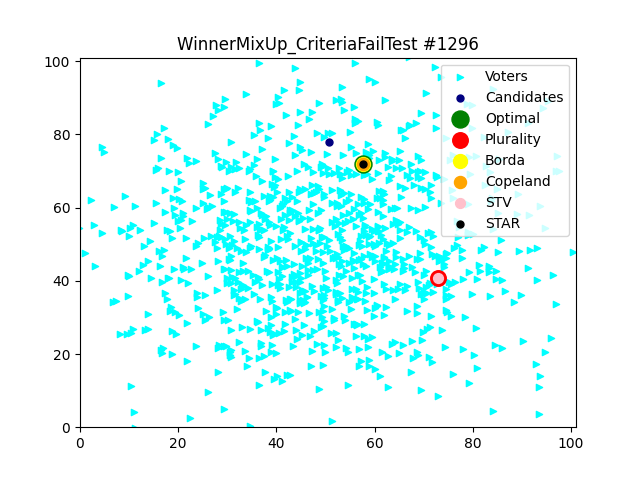 WinnerMixUp_CriteriaFailTest #1296
100
80
60
40
20
0
0
20
40
60
80
100
Voters
Candidates
Optimal
Plurality
Borda
Copeland
STV
STAR